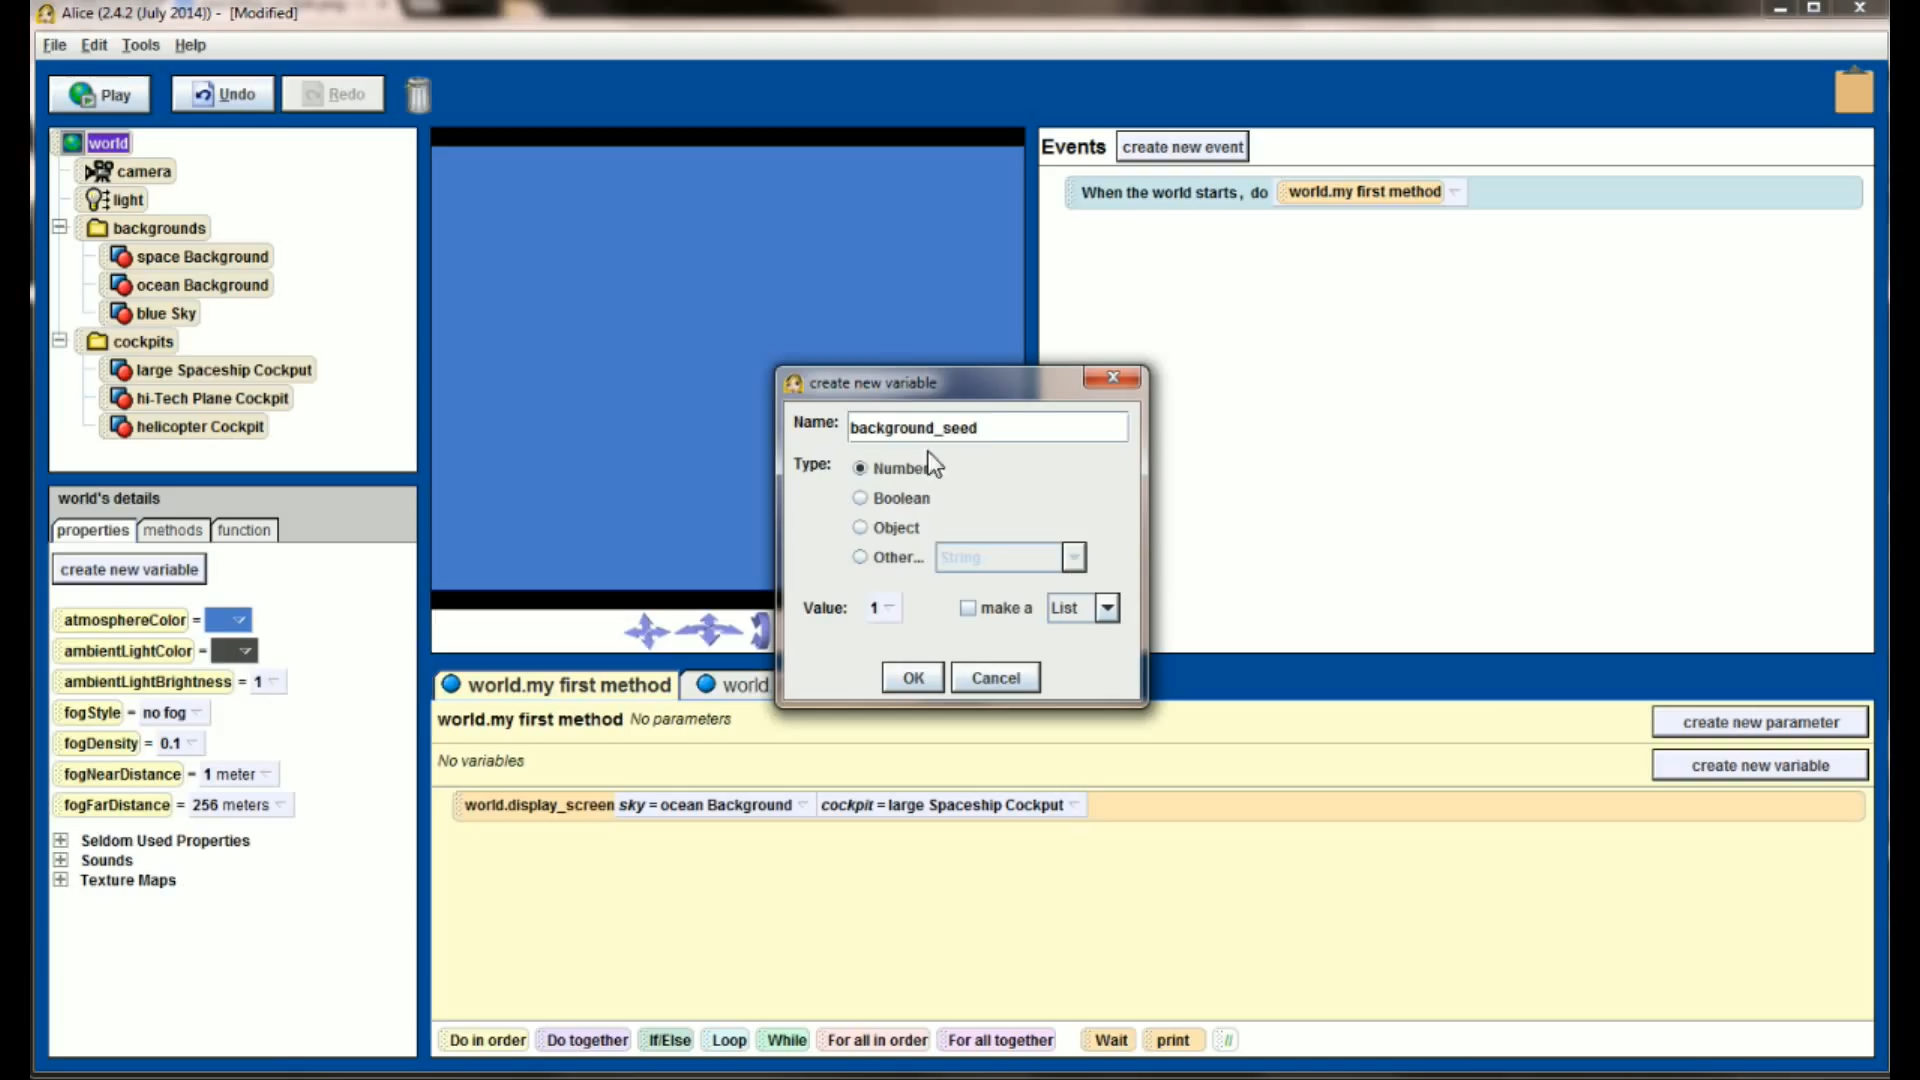 Alice (2.4.2 (July 2014)) - [Modified]
File Edit Tools Help
Play Undo Redo
world
camera
light
backgrounds
space Background
ocean Background
blue Sky
cockpits
large Spaceship Cockput
hi-Tech Plane Cockpit
helicopter Cockpit
Events create new event
When the world starts, do world.my first method
world's details
properties methods function
create new variable
atmosphereColor =
ambientLightColor =
ambientLightBrightness = 1
fogStyle = no fog
fogDensity = 0.1
fogNearDistance = 1 meter
fogFarDistance = 256 meters
Seldom Used Properties
Sounds
Texture Maps
create new variable
Name: background_seed
Type: Number
Boolean
Object
Other... String
Value: 1 make a List
OK Cancel
world.my first method world.
world.my first method No parameters
create new parameter
No variables
create new variable
world.display_screen sky = ocean Background cockpit = large Spaceship Cockput
Do in order Do together If/Else Loop While For all in order For all together Wait print //